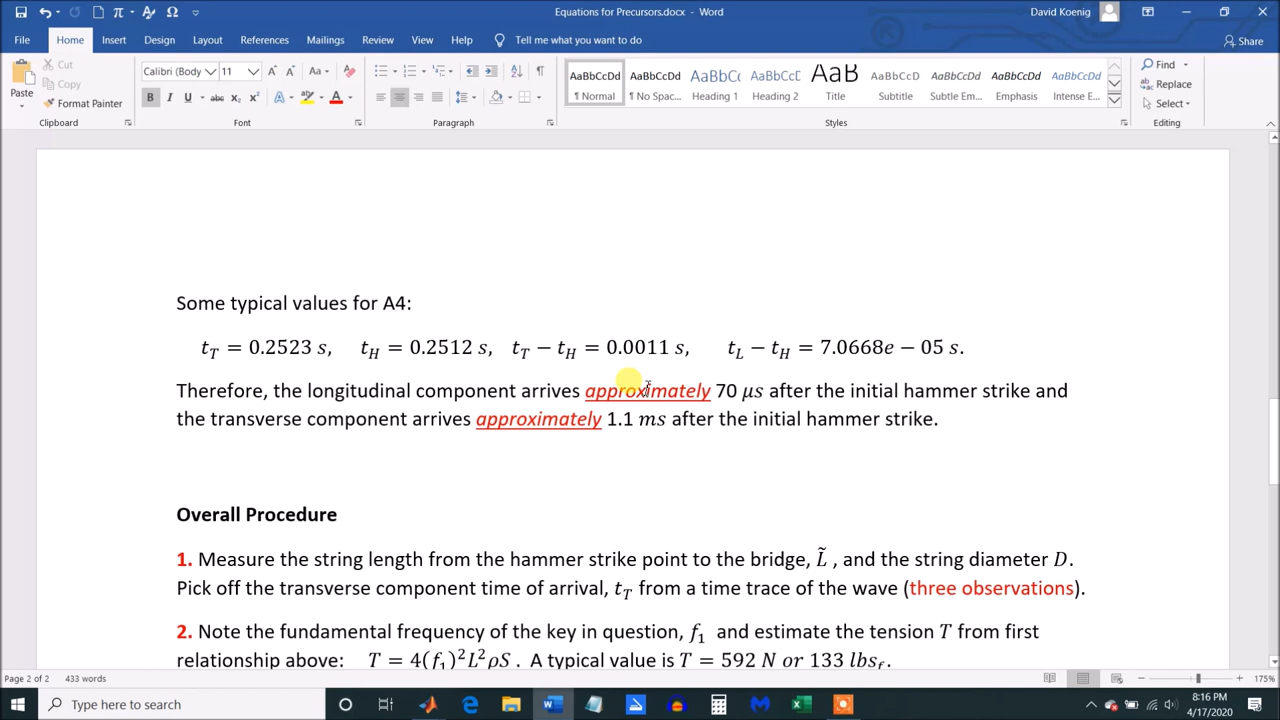 Equations for Precursors.docx - Word
David Koenig
File Home Insert Design Layout References Mailings Review View Help Tell me what you want to do
Share
Paste
Cut
Copy
Format Painter
Clipboard
Calibri (Body 11
Font
Paragraph
AaBbCcDd AaBbCcDd AaBbC AaBbCcD AaB AaBbCcD AaBbCcDd AaBbCcDd AaBbCcDd
¶ Normal ¶ No Spac... Heading 1 Heading 2 Title Subtitle Subtle Em... Emphasis Intense E...
Styles
Find
Replace
Select
Editing
Some typical values for A4:
t_T = 0.2523 s, t_H = 0.2512 s, t_T − t_H = 0.0011 s, t_L − t_H = 7.0668e − 05 s.
Therefore, the longitudinal component arrives approximately 70 μs after the initial hammer strike and
the transverse component arrives approximately 1.1 ms after the initial hammer strike.
Overall Procedure
1. Measure the string length from the hammer strike point to the bridge, L̃ , and the string diameter D.
Pick off the transverse component time of arrival, t_T from a time trace of the wave (three observations).
2. Note the fundamental frequency of the key in question, f₁ and estimate the tension T from first
relationship above: T = 4(f₁)²L²ρS . A typical value is T = 592 N or 133 lbs_f.
Page 2 of 2 433 words
175%
Type here to search
8:16 PM
4/17/2020